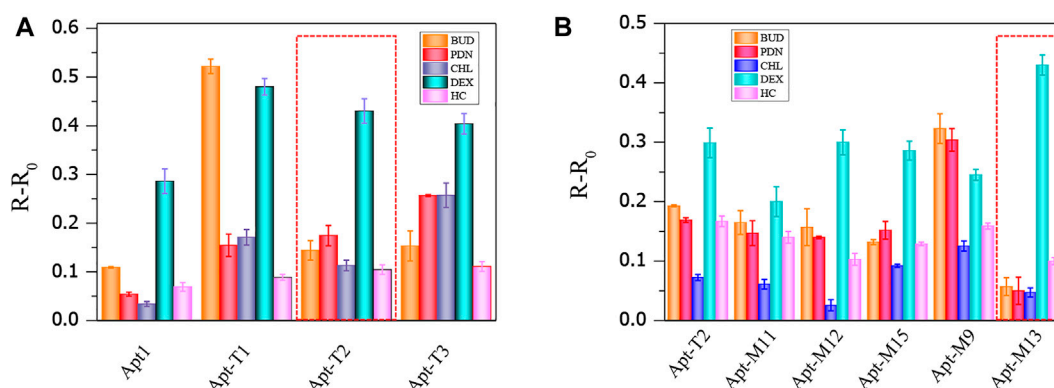 A
0.6
0.5
0.4
0.3
0.2
0.1
0.0
R-R0
BUD
PDN
CHL
DEX
HC
Apt1
Apt-T1
Apt-T2
Apt-T3
B
0.5
0.4
0.3
0.2
0.1
0.0
R-R0
BUD
PDN
CHL
DEX
HC
Apt-T2
Apt-M11
Apt-M12
Apt-M15
Apt-M9
Apt-M13